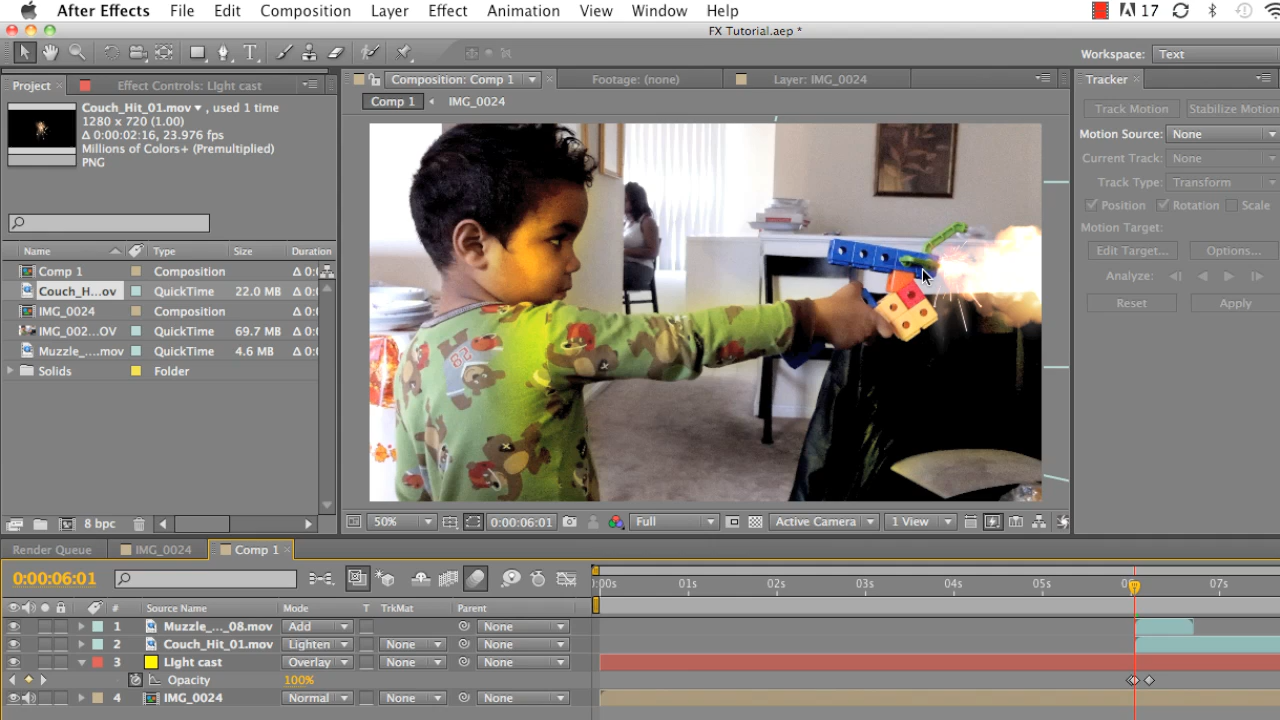 After Effects File Edit Composition Layer Effect Animation View Window Help 17
FX Tutorial.aep *
Workspace: Text
Project Effect Controls: LIght cast
Composition: Comp 1 Footage: (none) Layer: IMG_0024
Tracker
Comp 1 IMG_0024
Couch_Hit_01.mov , used 1 time
1280 x 720 (1.00)
Δ 0:00:02:16, 23.976 fps
Millions of Colors+ (Premultiplied)
PNG
Track Motion Stabilize Motion
Motion Source: None
Current Track: None
Track Type: Transform
Position Rotation Scale
Motion Target:
Edit Target... Options...
Analyze:
Reset Apply
Name Type Size Duration
Comp 1 Composition Δ 0:
Couch_H...ov QuickTime 22.0 MB Δ 0:
IMG_0024 Composition Δ 0:
IMG_002...OV QuickTime 69.7 MB Δ 0:
Muzzle_....mov QuickTime 4.6 MB Δ 0:
Solids Folder
8 bpc
82
50% 0:00:06:01 Full Active Camera 1 View
Render Queue IMG_0024 Comp 1
0:00:06:01
:00s 01s 02s 03s 04s 05s 07s
# Source Name Mode T TrkMat Parent
1 Muzzle_..._08.mov Add None
2 Couch_Hit_01.mov Lighten None None
3 LIght cast Overlay None None
Opacity 100%
4 IMG_0024 Normal None None